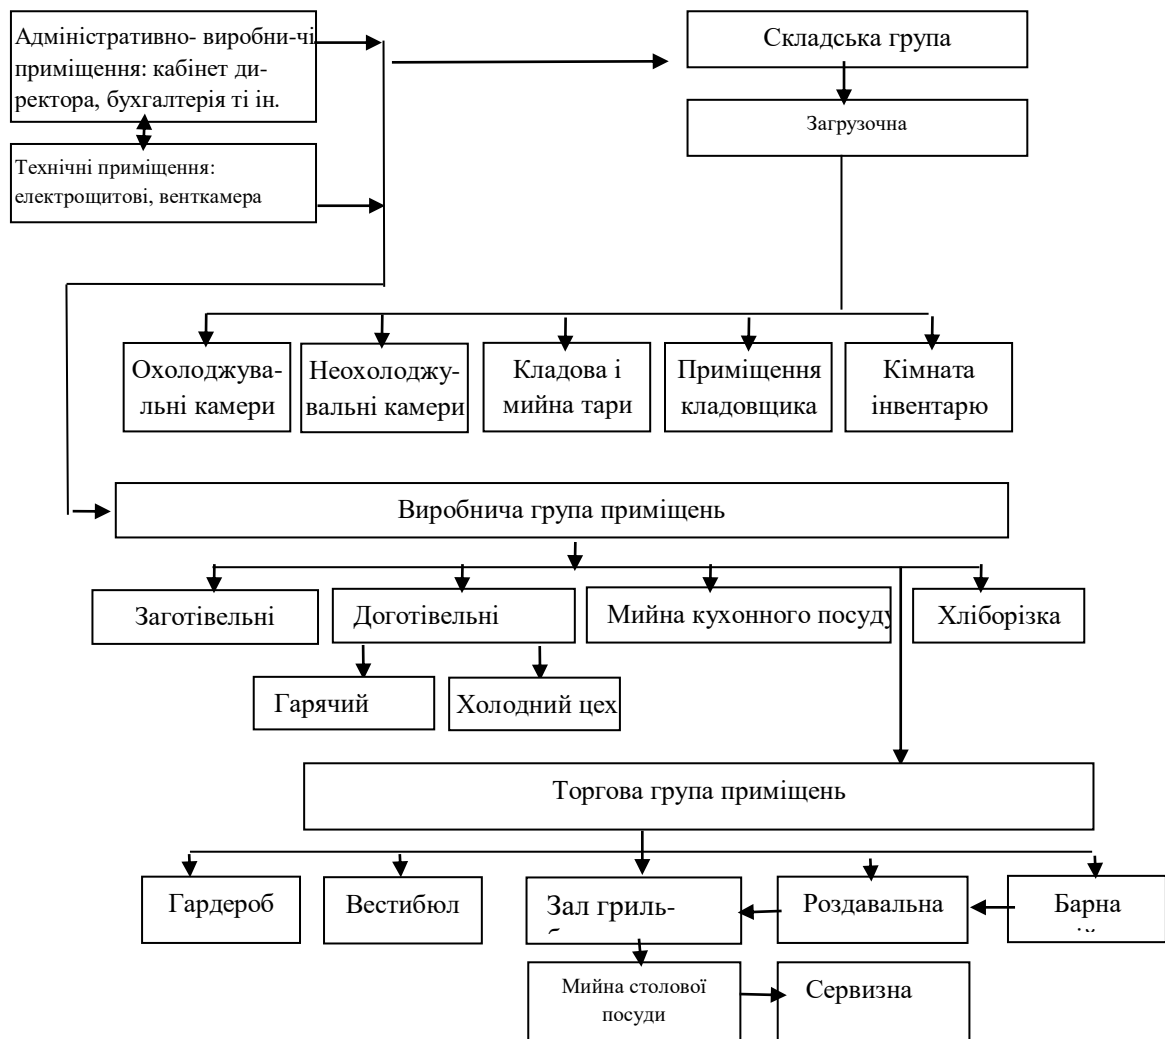 Адміністративно- виробни-чі
приміщення: кабінет ди-
ректора, бухгалтерія ті ін.
Складська група
Загрузочна
Технічні приміщення:
електрощитові, венткамера
Охолоджува-
льні камери
Неохолоджу-
вальні камери
Кладова і
мийна тари
Приміщення
кладовщика
Кімната
інвентарю
Виробнича група приміщень
Заготівельні
Доготівельні
Мийна кухонного посуду
Хліборізка
Гарячий
Холодний цех
Торгова група приміщень
Гардероб
Вестибюл
Зал гриль-
Роздавальна
Барна
Мийна столової
посуди
Сервизна